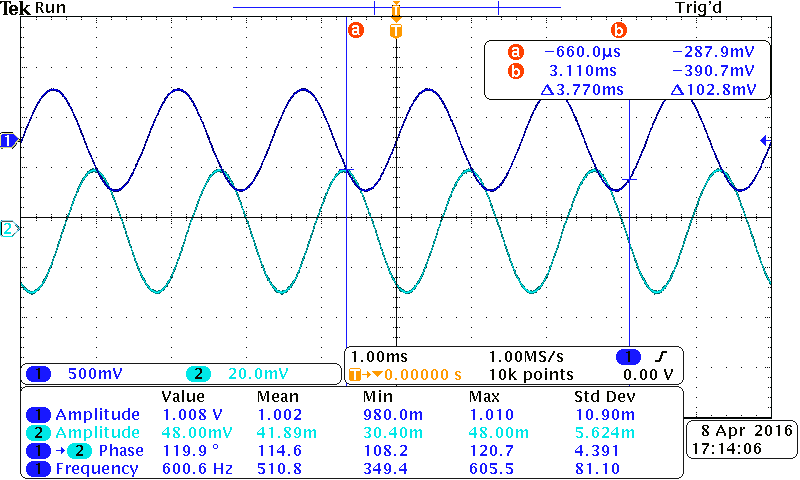 Tek Run Trig'd
T
a T b
a −660.0µs −287.9mV
b 3.110ms −390.7mV
Δ3.770ms Δ102.8mV
1
2
1 500mV 2 20.0mV
1.00ms 1.00MS/s 1 ∫
T→▼0.00000 s 10k points 0.00 V
Value Mean Min Max Std Dev
1 Amplitude 1.008 V 1.002 980.0m 1.010 10.90m
2 Amplitude 48.00mV 41.89m 30.40m 48.00m 5.624m
1 → 2 Phase 119.9 ° 114.6 108.2 120.7 4.391
1 Frequency 600.6 Hz 510.8 349.4 605.5 81.10
8 Apr 2016
17:14:06